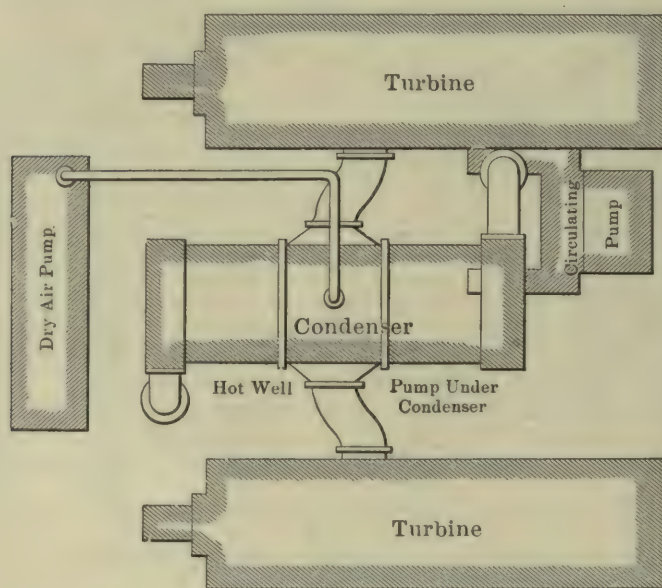 Turbine
Dry Air Pump
Circulating
Pump
Condenser
Hot Well
Pump Under
Condenser
Turbine